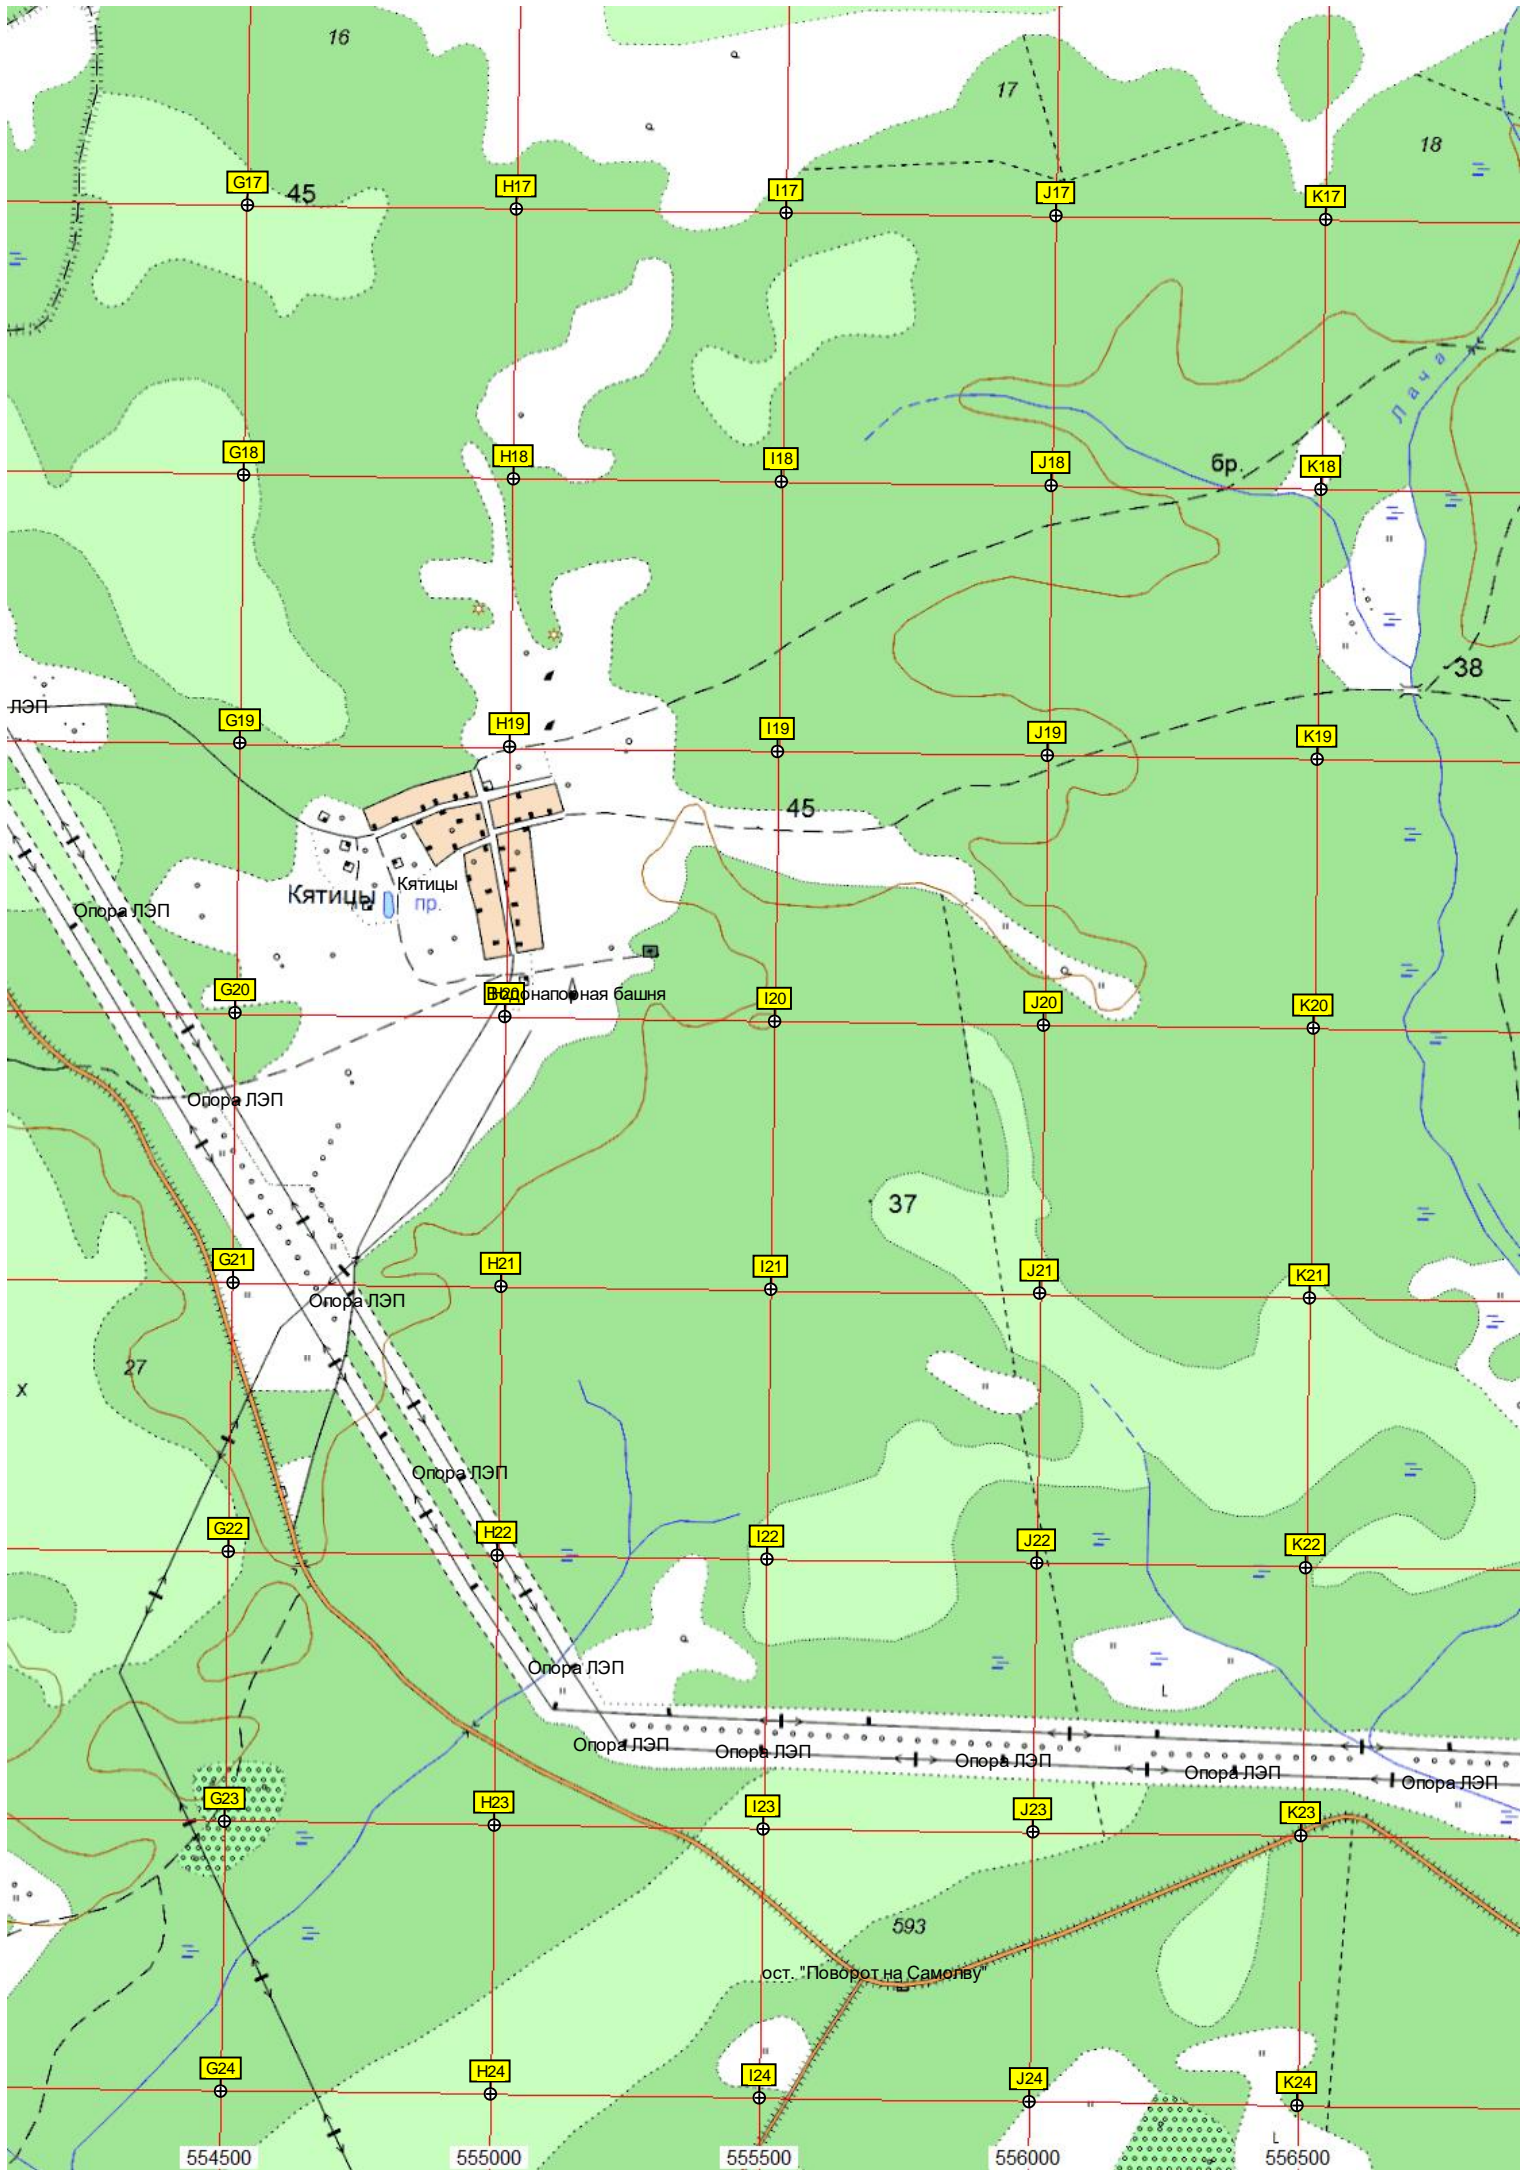 16
17
18
G17
45
H17
I17
J17
K17
Лача
G18
H18
I18
J18
бр.
K18
38
ЛЭП
G19
H19
I19
J19
K19
45
Кятицы
Кятицы
пр.
Опора ЛЭП
G20
H20
Водонапорная башня
I20
J20
K20
Опора ЛЭП
37
G21
H21
I21
J21
K21
Опора ЛЭП
27
Х
Опора ЛЭП
G22
H22
I22
J22
K22
Опора ЛЭП
Опора ЛЭП
Опора ЛЭП
Опора ЛЭП
Опора ЛЭП
Опора ЛЭП
G23
H23
I23
J23
K23
593
ост. "Поворот на Самолву"
G24
H24
I24
J24
K24
554500
555000
555500
556000
556500